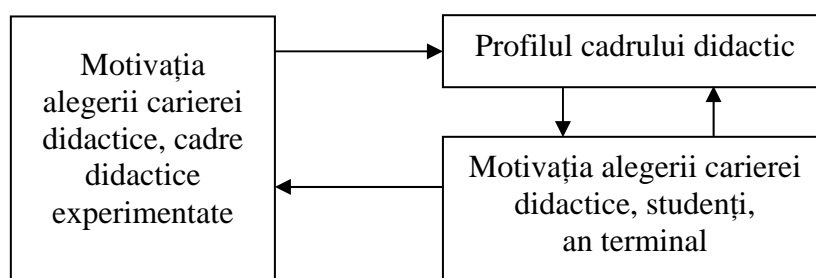 Motivația
alegerii carierei
didactice, cadre
didactice
experimentate
Profilul cadrului didactic
Motivația alegerii carierei
didactice, studenți,
an terminal